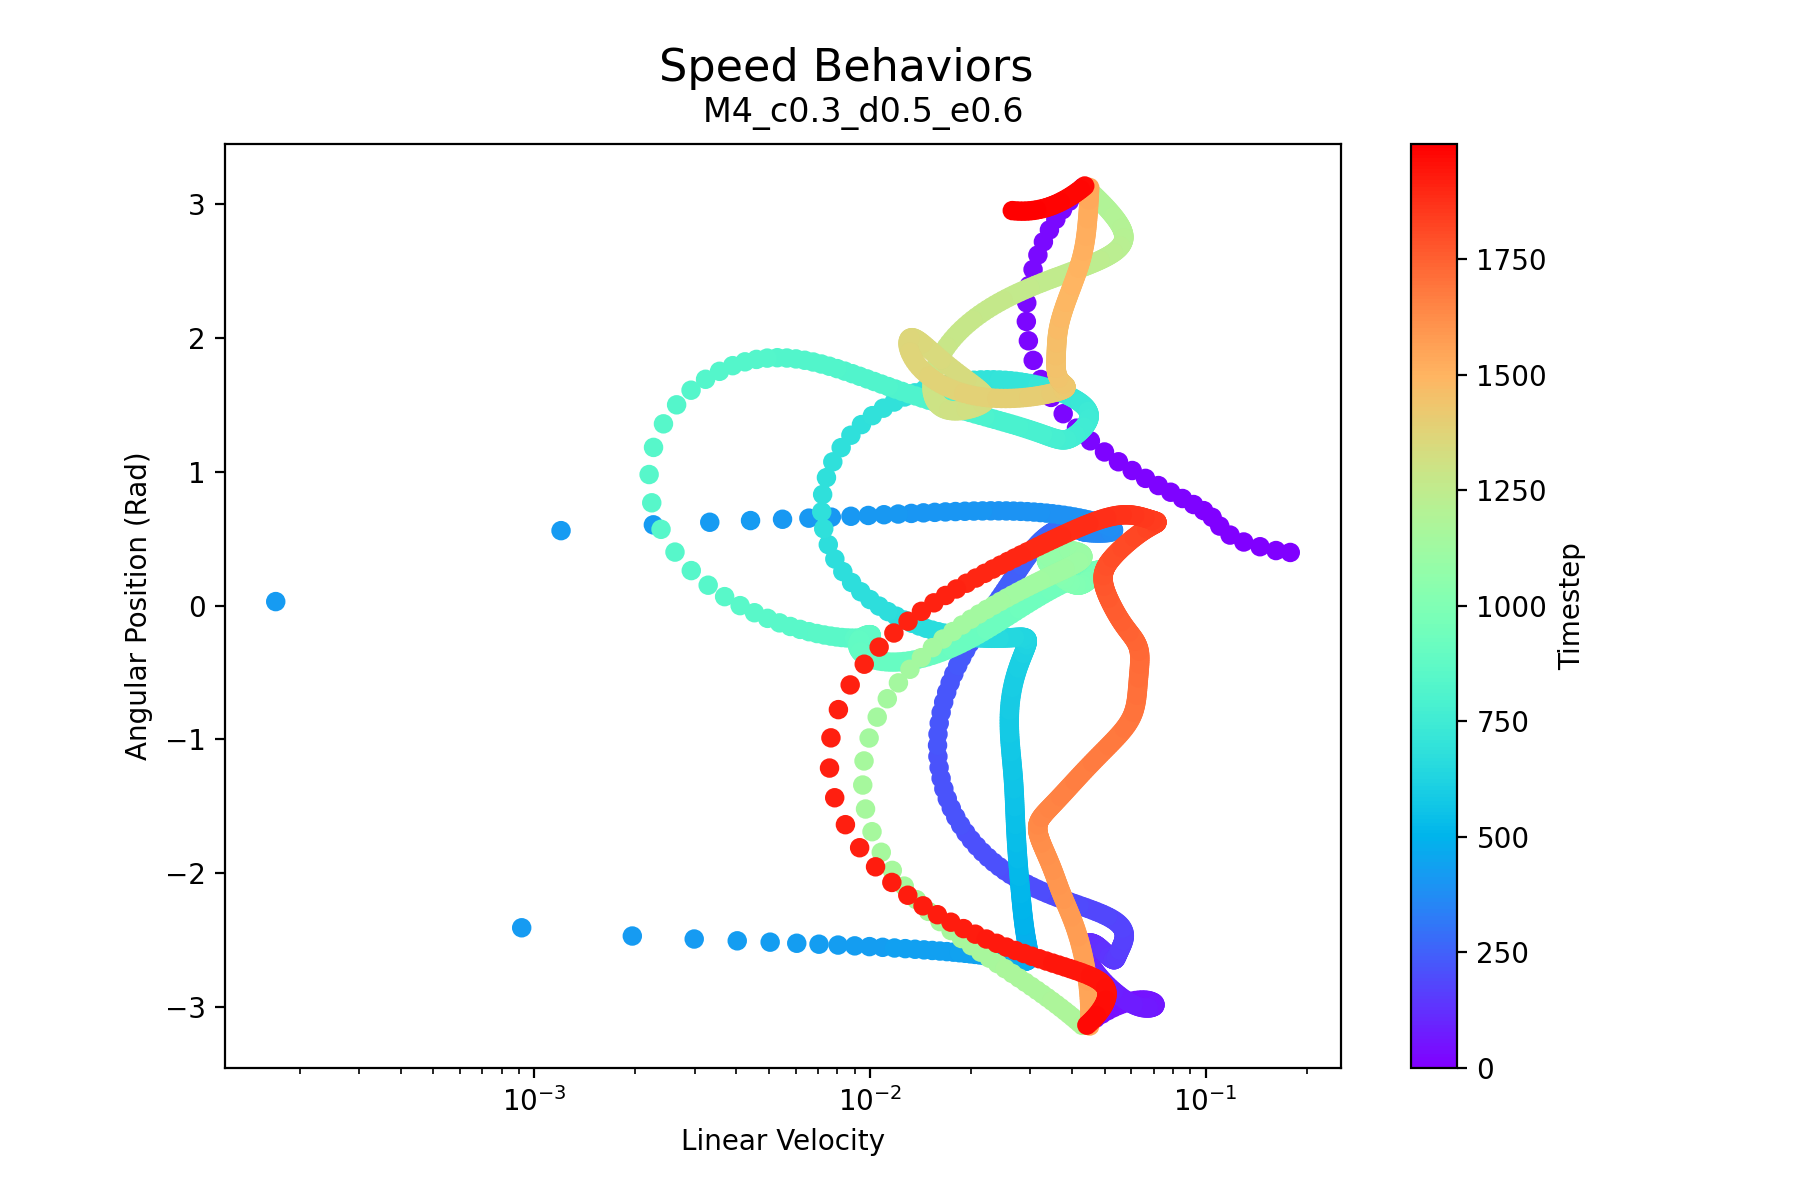 Speed Behaviors
M4_c0.3_d0.5_e0.6
3
2
1
0
−1
−2
−3
Angular Position (Rad)
10⁻³ 10⁻² 10⁻¹
Linear Velocity
1750
1500
1250
1000
750
500
250
0
Timestep